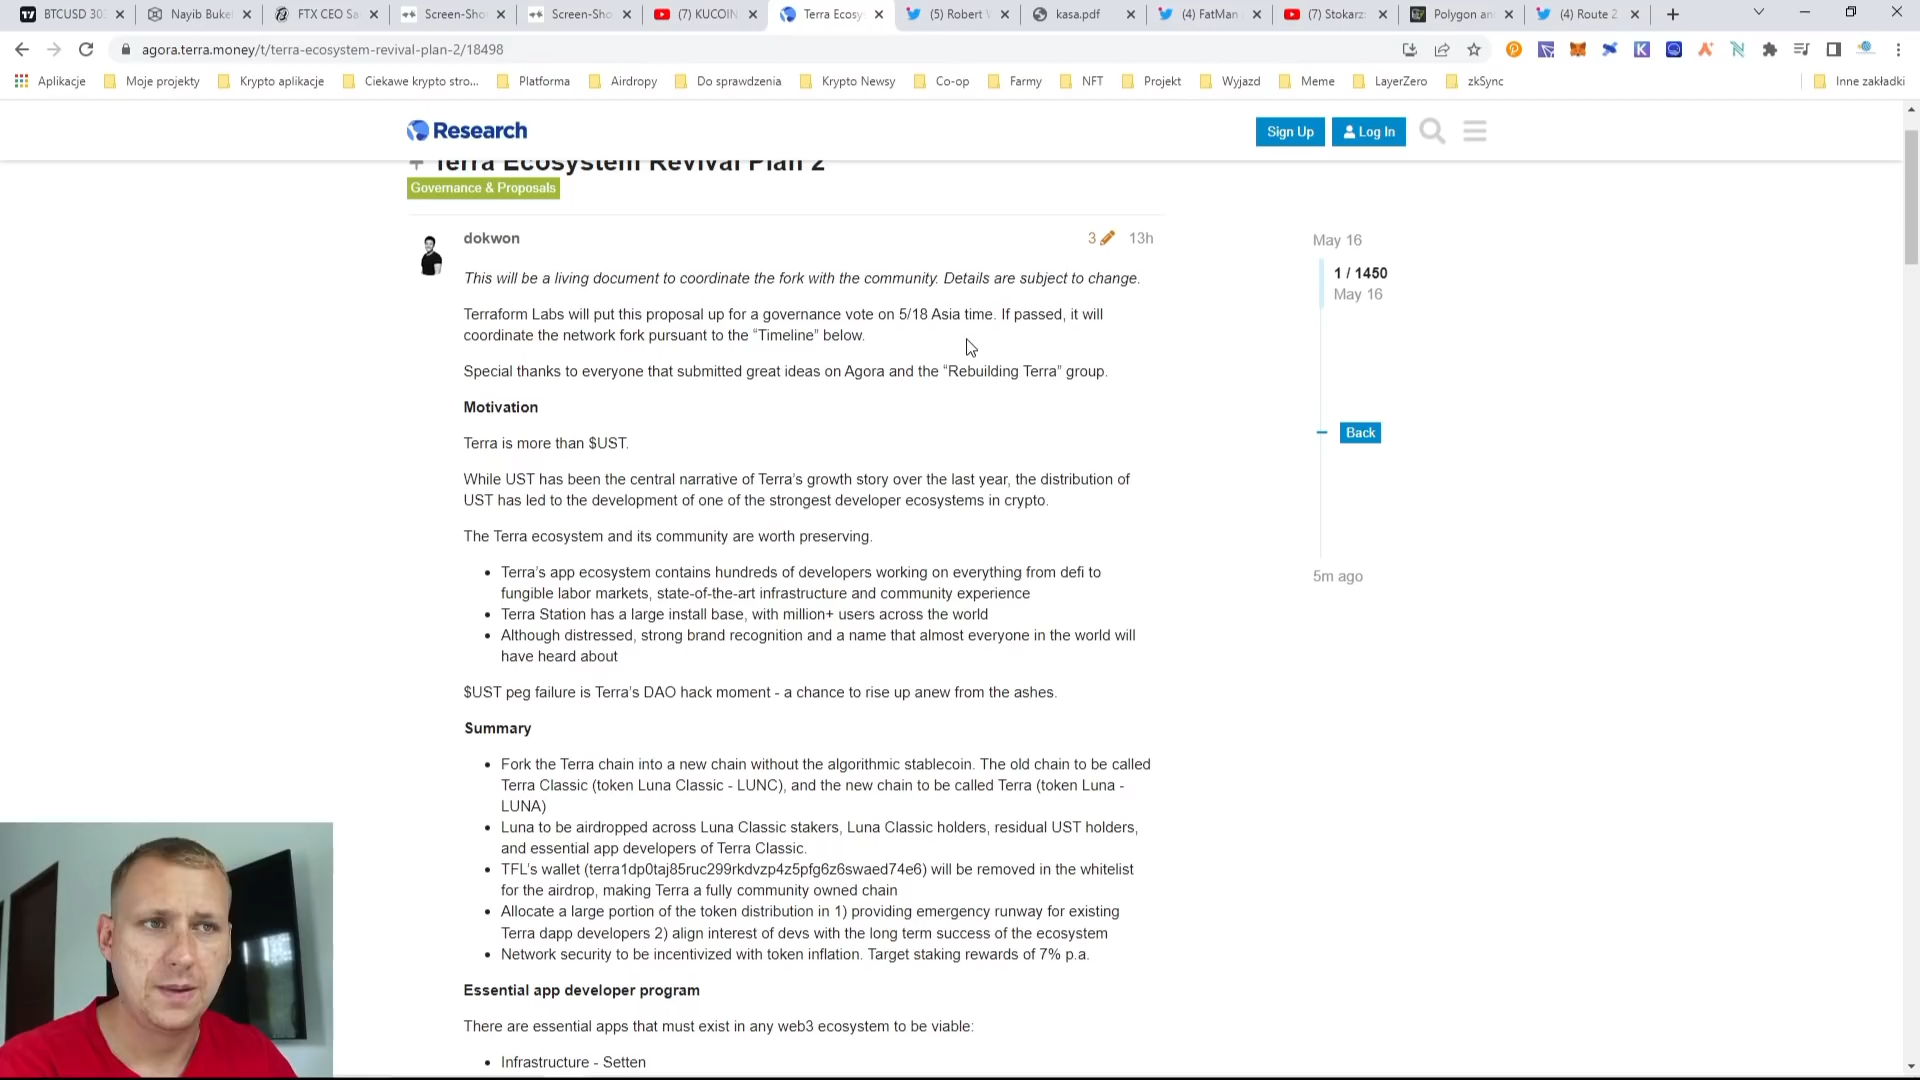 BTCUSD 30
Nayib Buke
FTX CEO Sa
Screen-Sho
Screen-Sho
(7) KUCOIN
Terra Ecosy
(5) Robert
kasa.pdf
(4) FatMan
(7) Stokarz
Polygon an
(4) Route 2
agora.terra.money/t/terra-ecosystem-revival-plan-2/18498
Aplikacje
Moje projekty
Krypto aplikacje
Ciekawe krypto stro...
Platforma
Airdropy
Do sprawdzenia
Krypto Newsy
Co-op
Farmy
NFT
Projekt
Wyjazd
Meme
LayerZero
zkSync
Inne zakładki
Research
Sign Up
Log In
Terra Ecosystem Revival Plan 2
Governance & Proposals
dokwon
3
13h
This will be a living document to coordinate the fork with the community. Details are subject to change.
Terraform Labs will put this proposal up for a governance vote on 5/18 Asia time. If passed, it will
coordinate the network fork pursuant to the “Timeline” below.
Special thanks to everyone that submitted great ideas on Agora and the “Rebuilding Terra” group.
Motivation
Terra is more than $UST.
While UST has been the central narrative of Terra’s growth story over the last year, the distribution of
UST has led to the development of one of the strongest developer ecosystems in crypto.
The Terra ecosystem and its community are worth preserving.
• Terra’s app ecosystem contains hundreds of developers working on everything from defi to
fungible labor markets, state-of-the-art infrastructure and community experience
• Terra Station has a large install base, with million+ users across the world
• Although distressed, strong brand recognition and a name that almost everyone in the world will
have heard about
$UST peg failure is Terra’s DAO hack moment - a chance to rise up anew from the ashes.
Summary
• Fork the Terra chain into a new chain without the algorithmic stablecoin. The old chain to be called
Terra Classic (token Luna Classic - LUNC), and the new chain to be called Terra (token Luna -
LUNA)
• Luna to be airdropped across Luna Classic stakers, Luna Classic holders, residual UST holders,
and essential app developers of Terra Classic.
• TFL’s wallet (terra1dp0taj85ruc299rkdvzp4z5pfg6z6swaed74e6) will be removed in the whitelist
for the airdrop, making Terra a fully community owned chain
• Allocate a large portion of the token distribution in 1) providing emergency runway for existing
Terra dapp developers 2) align interest of devs with the long term success of the ecosystem
• Network security to be incentivized with token inflation. Target staking rewards of 7% p.a.
Essential app developer program
There are essential apps that must exist in any web3 ecosystem to be viable:
• Infrastructure - Setten
May 16
1 / 1450
May 16
Back
5m ago